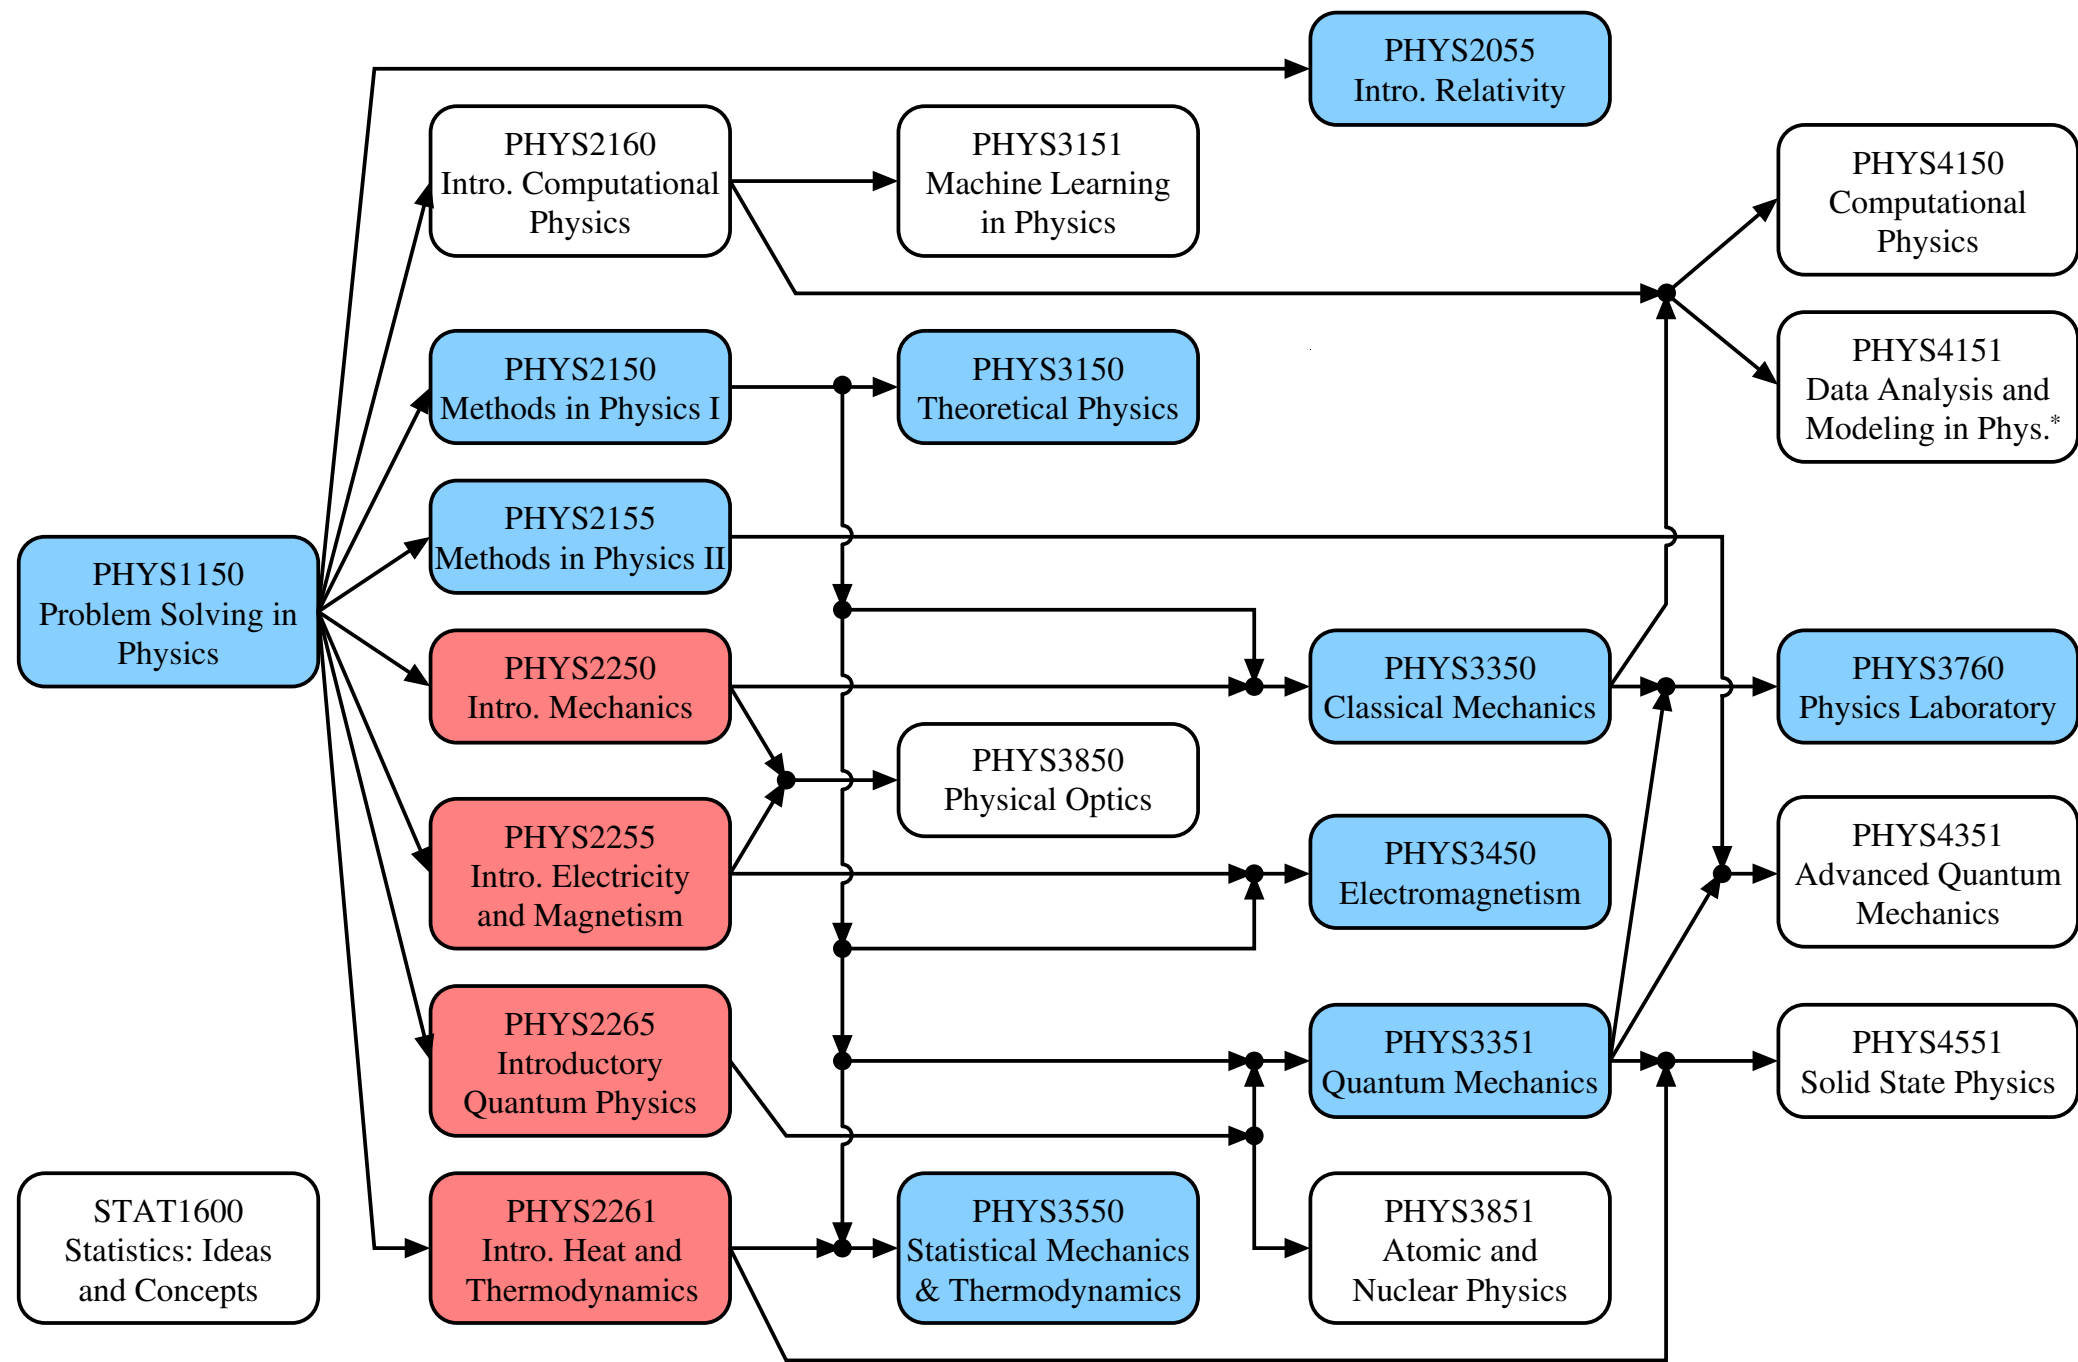 PHYS2055
Intro. Relativity
PHYS2160
Intro. Computational
Physics
PHYS3151
Machine Learning
in Physics
PHYS4150
Computational
Physics
PHYS2150
Methods in Physics I
PHYS3150
Theoretical Physics
PHYS4151
Data Analysis and
Modeling in Phys.*
PHYS2155
Methods in Physics II
PHYS1150
Problem Solving in
Physics
PHYS2250
Intro. Mechanics
PHYS3350
Classical Mechanics
PHYS3760
Physics Laboratory
PHYS3850
Physical Optics
PHYS2255
Intro. Electricity
and Magnetism
PHYS3450
Electromagnetism
PHYS4351
Advanced Quantum
Mechanics
PHYS2265
Introductory
Quantum Physics
PHYS3351
Quantum Mechanics
PHYS4551
Solid State Physics
STAT1600
Statistics: Ideas
and Concepts
PHYS2261
Intro. Heat and
Thermodynamics
PHYS3550
Statistical Mechanics
& Thermodynamics
PHYS3851
Atomic and
Nuclear Physics